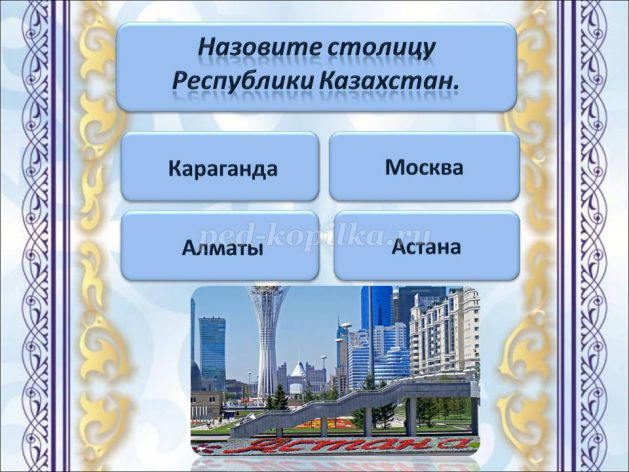 Назовите столицу
Республики Казахстан.
Караганда
Москва
ped-kopilka.ru
Алматы
Астана
Астана